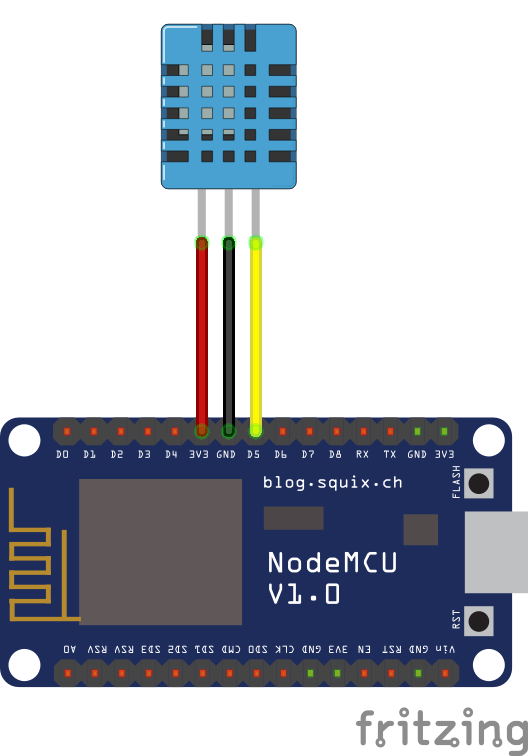 D0 D1 D2 D3 D4 3V3 GND D5 D6 D7 D8 RX TX GND 3V3
FLASH
blog.squix.ch
NodeMCU
V1.0
RST
A0 RSV RSV SD3 SD2 SD1 CMD SD0 CLK GND 3V3 EN RST GND Vin
fritzing